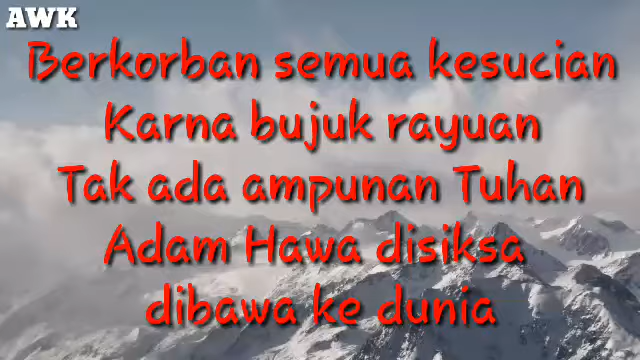 AWK
Berkorban semua kesucian
Karna bujuk rayuan
Tak ada ampunan Tuhan
Adam Hawa disiksa
dibawa ke dunia